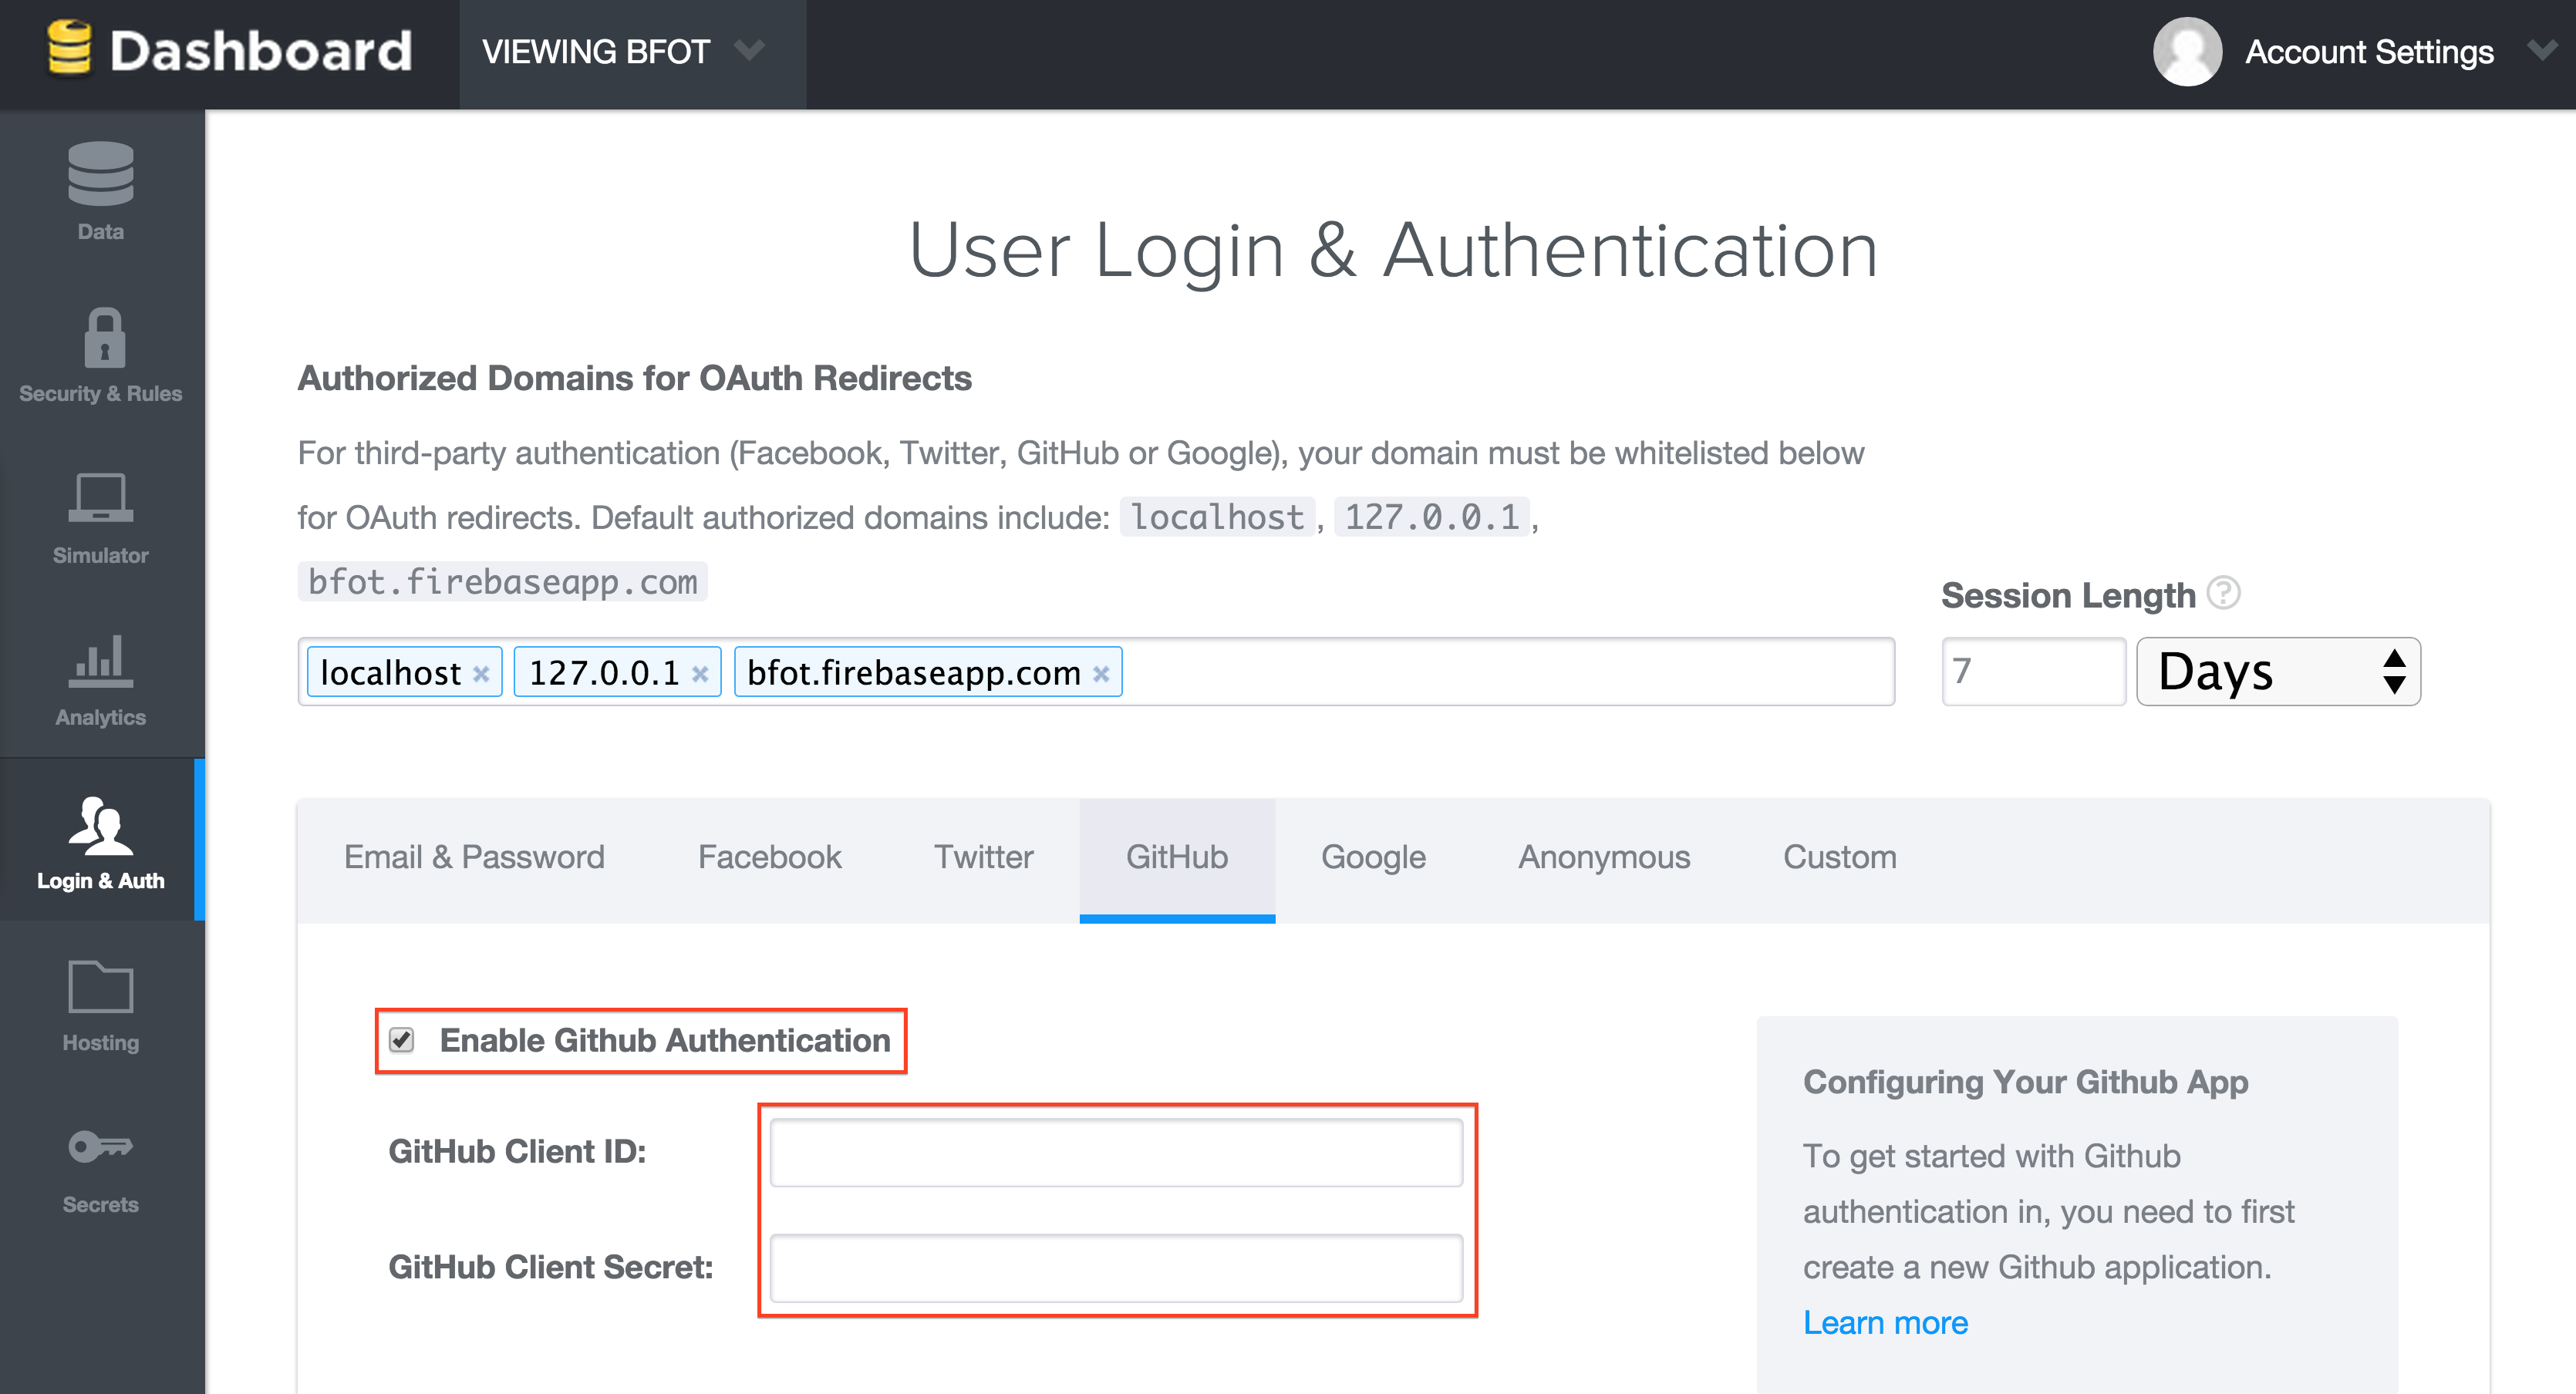 Dashboard
VIEWING BFOT
Account Settings
Data
Security & Rules
Simulator
Analytics
Login & Auth
Hosting
Secrets
User Login & Authentication
Authorized Domains for OAuth Redirects
For third-party authentication (Facebook, Twitter, GitHub or Google), your domain must be whitelisted below
for OAuth redirects. Default authorized domains include: localhost, 127.0.0.1,
bfot.firebaseapp.com
Session Length ?
localhost × 127.0.0.1 × bfot.firebaseapp.com ×
7 Days
Email & Password Facebook Twitter GitHub Google Anonymous Custom
Enable Github Authentication
GitHub Client ID:
GitHub Client Secret:
Configuring Your Github App
To get started with Github
authentication in, you need to first
create a new Github application.
Learn more